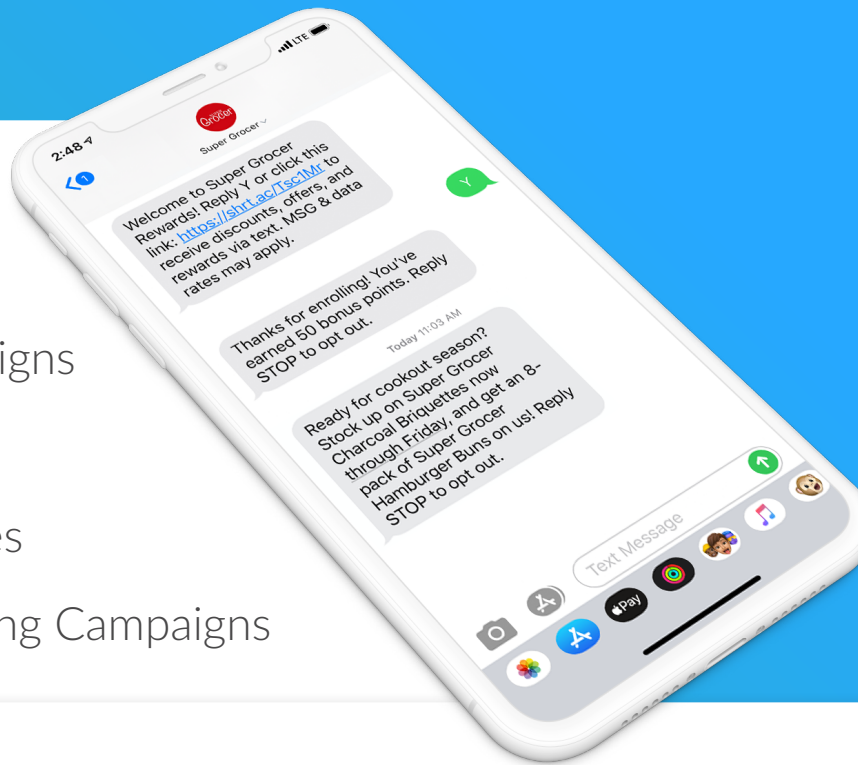 2:48
LTE
1
Grocer
Super Grocer
Welcome to Super Grocer
Rewards! Reply Y or click this
link: https://shrt.ac/Tsc1Mr to
receive discounts, offers, and
rewards via text. MSG & data
rates may apply.
Y
Thanks for enrolling! You've
earned 50 bonus points. Reply
STOP to opt out.
Today 11:03 AM
Ready for cookout season?
Stock up on Super Grocer
Charcoal Briquettes now
through Friday, and get an 8-
pack of Super Grocer
Hamburger Buns on us! Reply
STOP to opt out.
Text Message
Pay
igns
es
ng Campaigns